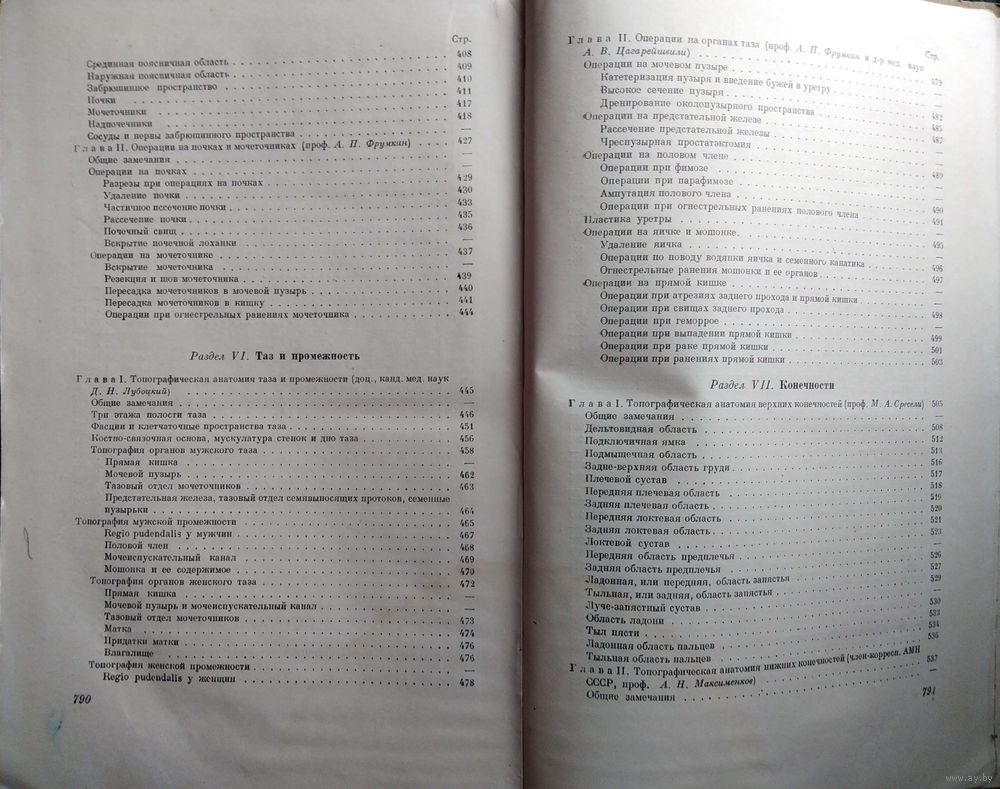 Стр.
Срединная поясничная область 408
Наружная поясничная область 409
Забрюшинное пространство 410
Почки 411
Мочеточники 417
Надпочечники 418
Сосуды и нервы забрюшинного пространства —
Глава II. Операции на почках и мочеточниках (проф. А. П. Фрумкин) 427
Общие замечания —
Операции на почках —
Разрезы при операциях на почках 429
Удаление почки 430
Частичное иссечение почки 433
Рассечение почки 435
Почечный свищ 436
Вскрытие почечной лоханки —
Операции на мочеточнике 437
Вскрытие мочеточника —
Резекция и шов мочеточника 439
Пересадка мочеточников в мочевой пузырь 440
Пересадка мочеточников в кишку 441
Операции при огнестрельных ранениях мочеточника 444
Раздел VI. Таз и промежность
Глава I. Топографическая анатомия таза и промежности (доц., канд. мед. наук
Д. Н. Лубоцкий) 445
Общие замечания —
Три этажа полости таза 446
Фасции и клетчаточные пространства таза 451
Костно-связочная основа, мускулатура стенок и дно таза 456
Топография органов мужского таза 458
Прямая кишка —
Мочевой пузырь 462
Тазовый отдел мочеточников 463
Предстательная железа, тазовый отдел семявыносящих протоков, семенные
пузырьки 464
Топография мужской промежности 465
Regio pudendalis у мужчин 467
Половой член 468
Мочеиспускательный канал 469
Мошонка и ее содержимое 470
Топография органов женского таза 472
Прямая кишка —
Мочевой пузырь и мочеиспускательный канал —
Тазовый отдел мочеточников 473
Матка 474
Придатки матки 476
Влагалище 476
Топография женской промежности —
Regio pudendalis у женщин 478
790
Глава II. Операции на органах таза (проф. А. П. Фрумкин и д-р мед. наук Стр.
А. В. Цагарейшвили) 479
Операции на мочевом пузыре —
Катетеризация пузыря и введение бужей в уретру —
Высокое сечение пузыря
Дренирование околопузырного пространства 482
Операции на предстательной железе 485
Рассечение предстательной железы 487
Чреспузырная простатэктомия —
Операции на половом члене —
Операции при фимозе 489
Операции при парафимозе —
Ампутация полового члена —
Операции при огнестрельных ранениях полового члена 490
Пластика уретры 491
Операции на яичке и мошонке —
Удаление яичка 495
Операции по поводу водянки яичка и семенного канатика —
Огнестрельные ранения мошонки и ее органов 496
Операции на прямой кишке 497
Операции при атрезиях заднего прохода и прямой кишки —
Операции при свищах заднего прохода —
Операции при геморрое 498
Операции при выпадении прямой кишки 499
Операции при раке прямой кишки 501
Операции при ранениях прямой кишки 503
Раздел VII. Конечности
Глава I. Топографическая анатомия верхних конечностей (проф. М. А. Сресели) 505
Общие замечания —
Дельтовидная область 508
Подключичная ямка 512
Подмышечная область 513
Задне-верхняя область груди 516
Плечевой сустав 517
Передняя плечевая область 518
Задняя плечевая область 519
Передняя локтевая область 520
Задняя локтевая область 521
Локтевой сустав 523
Передняя область предплечья —
Задняя область предплечья 526
Ладонная, или передняя, область запястья 527
Тыльная, или задняя, область запястья 529
Луче-запястный сустав —
Область ладони 530
Тыл пясти 533
Ладонная область пальцев 534
Тыльная область пальцев 536
Глава II. Топографическая анатомия нижних конечностей (член-корресп. АМН
СССР, проф. А. Н. Максименков) 537
Общие замечания —
791
www.ay.by